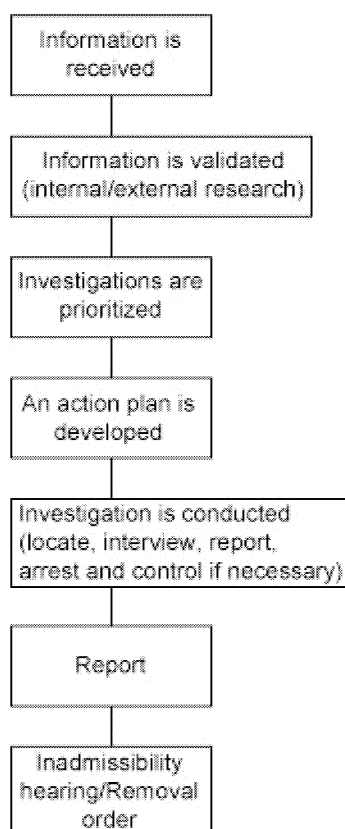 Information is
received
Information is validated
(internal/external research)
Investigations are
prioritized
An action plan is
developed
Investigation is conducted
(locate, interview, report,
arrest and control if necessary)
Report
Inadmissibility
hearing/Removal
order